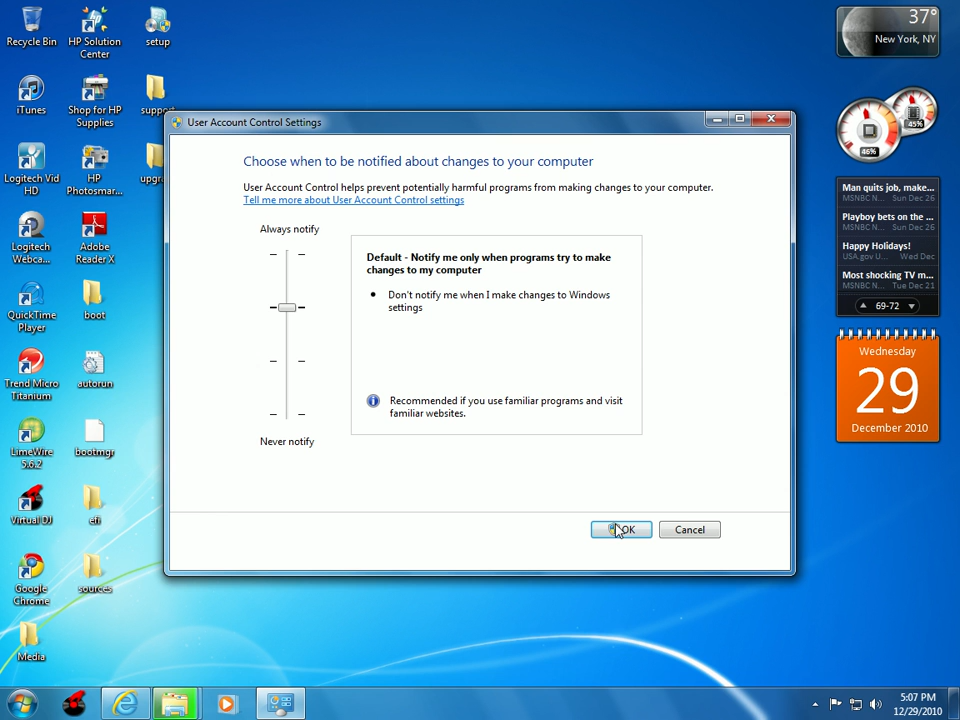 Recycle Bin
HP Solution
Center
setup
iTunes
Shop for HP
Supplies
Logitech Vid
HD
HP
Photosmar...
Logitech
Webca...
Adobe
Reader X
QuickTime
Player
boot
Trend Micro
Titanium
autorun
LimeWire
5.6.2
bootmgr
Virtual DJ
efi
Google
Chrome
sources
Media
User Account Control Settings
Choose when to be notified about changes to your computer
User Account Control helps prevent potentially harmful programs from making changes to your computer.
Tell me more about User Account Control settings
Always notify
Default - Notify me only when programs try to make
changes to my computer
Don't notify me when I make changes to Windows
settings
Recommended if you use familiar programs and visit
familiar websites.
Never notify
OK
Cancel
37°
New York, NY
45%
46%
Man quits job, make...
MSNBC N... Sun Dec 26
Playboy bets on the ...
MSNBC N... Sun Dec 26
Happy Holidays!
USA.gov U... Wed Dec
Most shocking TV m...
MSNBC N... Tue Dec 21
69-72
Wednesday
29
December 2010
5:07 PM
12/29/2010